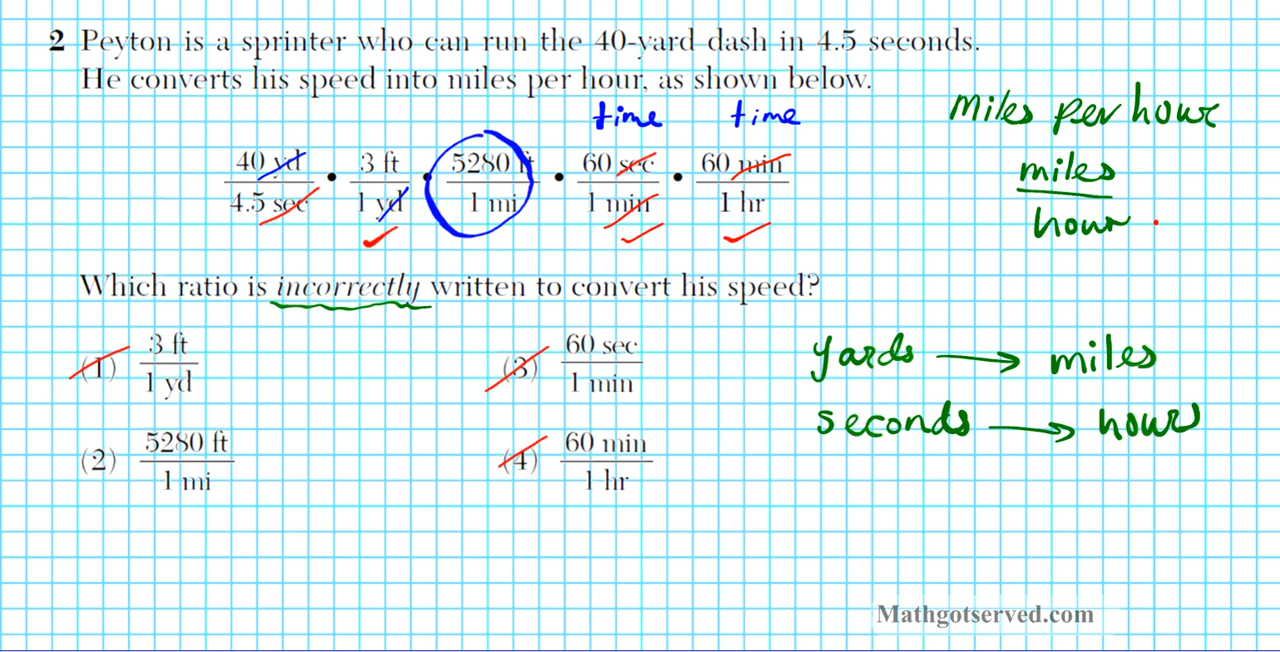 2 Peyton is a sprinter who can run the 40-yard dash in 4.5 seconds.
He converts his speed into miles per hour, as shown below.
time time
miles per hour
40 yd / 4.5 sec • 3 ft / 1 yd • 5280 ft / 1 mi • 60 sec / 1 min • 60 min / 1 hr
miles
hour
Which ratio is incorrectly written to convert his speed?
(1) 3 ft / 1 yd
(3) 60 sec / 1 min
yards → miles
seconds → hours
(2) 5280 ft / 1 mi
(4) 60 min / 1 hr
Mathgotserved.com